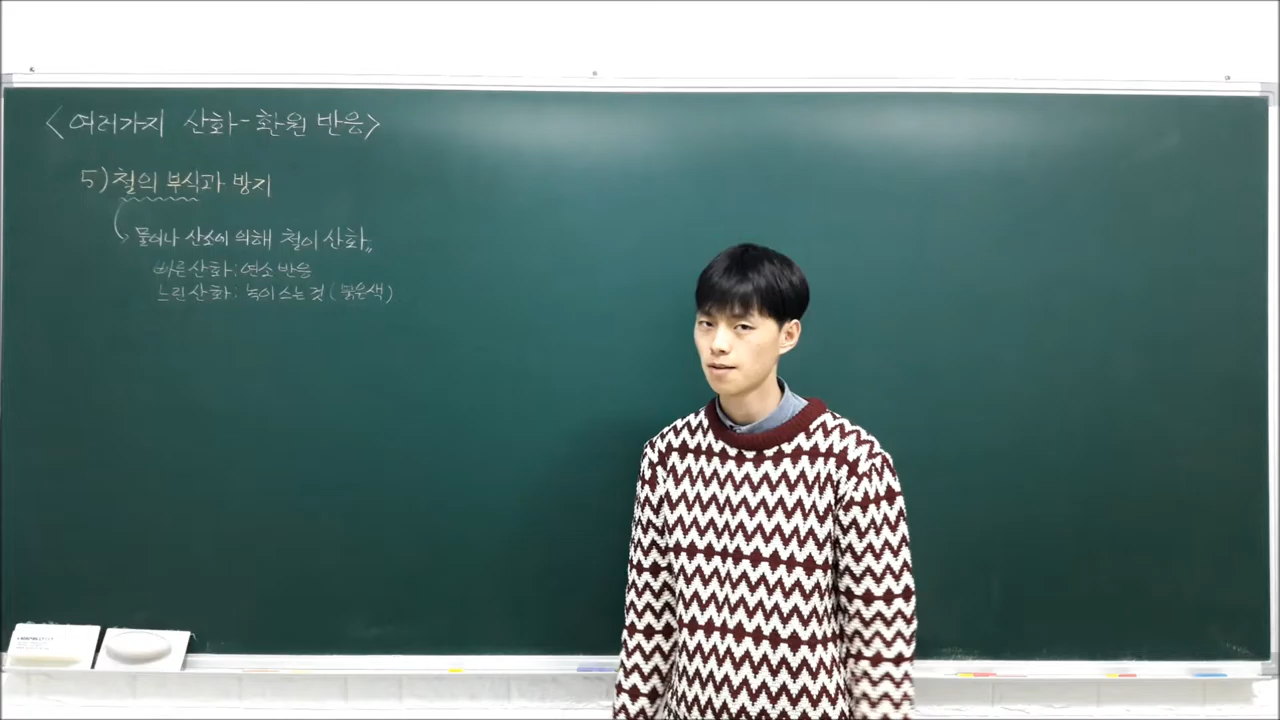 <여러가지 산화-환원 반응>
5) 철의 부식과 방지
물이나 산소에 의해 철이 산화〃
빠른산화 : 연소 반응
느린산화 : 녹이 스는 것 (붉은색)